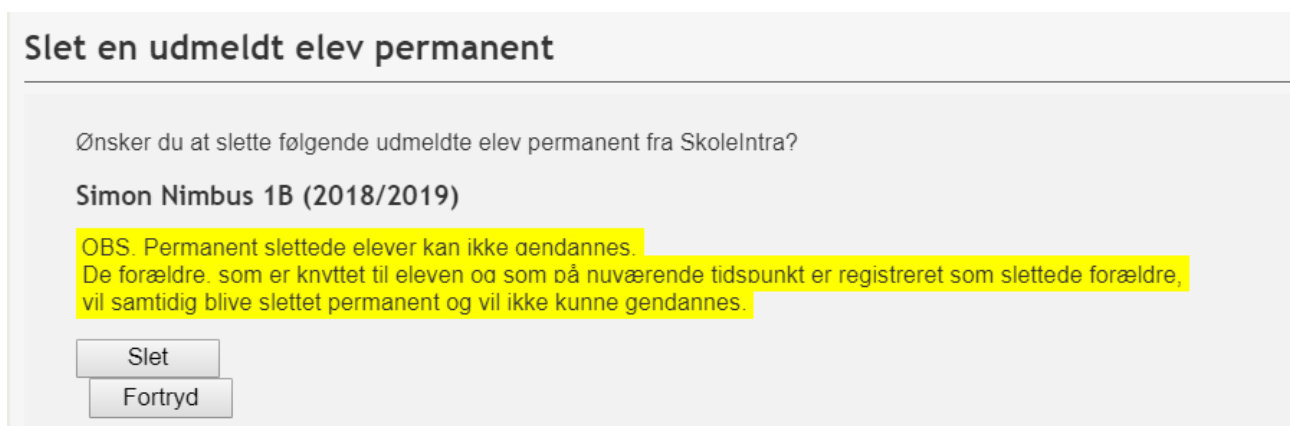 Slet en udmeldt elev permanent
Ønsker du at slette følgende udmeldte elev permanent fra SkoleIntra?
Simon Nimbus 1B (2018/2019)
OBS. Permanent slettede elever kan ikke gendannes.
De forældre, som er knyttet til eleven og som på nuværende tidspunkt er registreret som slettede forældre,
vil samtidig blive slettet permanent og vil ikke kunne gendannes.
Slet
Fortryd